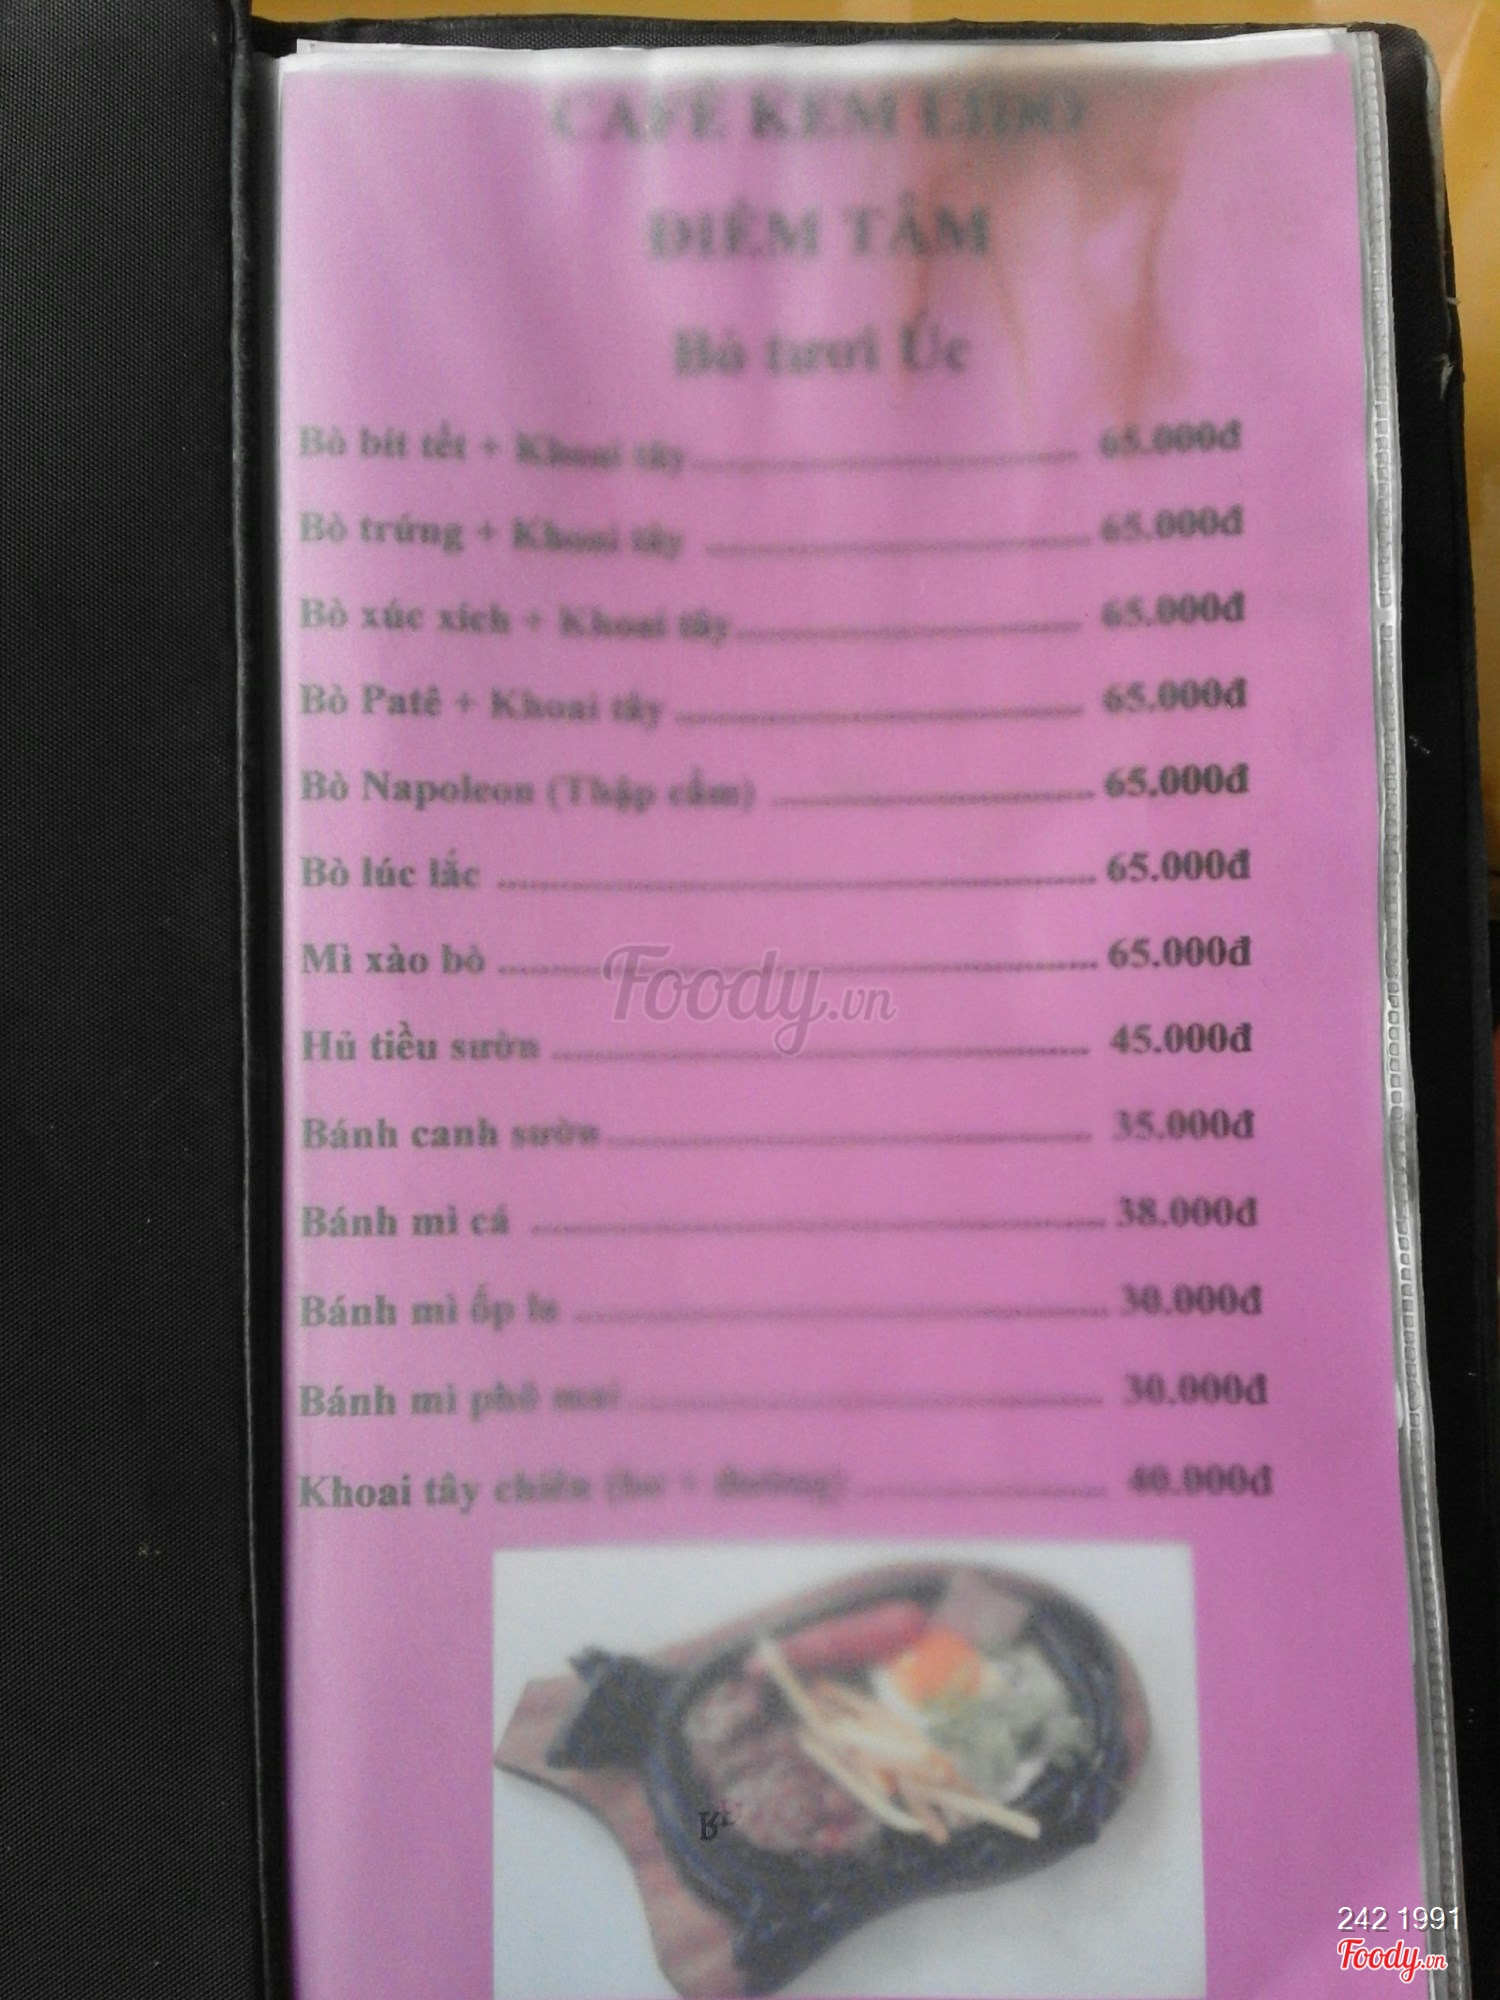 CAFÉ KEM LIDO
ĐIỂM TÂM
Bò tươi Úc
Bò bít tết + Khoai tây 65.000đ
Bò trứng + Khoai tây 65.000đ
Bò xúc xích + Khoai tây 65.000đ
Bò Patê + Khoai tây 65.000đ
Bò Napoleon (Thập cẩm) 65.000đ
Bò lúc lắc 65.000đ
Mì xào bò 65.000đ
Foody.vn
Hủ tiều sườn 45.000đ
Bánh canh sườn 35.000đ
Bánh mì cá 38.000đ
Bánh mì ốp la 30.000đ
Bánh mì phô mai 30.000đ
Khoai tây chiên (bơ + đường) 40.000đ
242 1991
Foody.vn